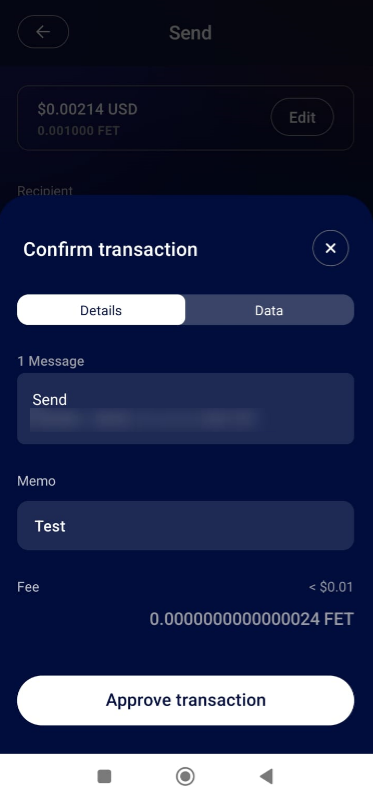 Send
$0.00214 USD
0.001000 FET
Edit
Recipient
Confirm transaction
Details
Data
1 Message
Send
Memo
Test
Fee
< $0.01
0.0000000000000024 FET
Approve transaction